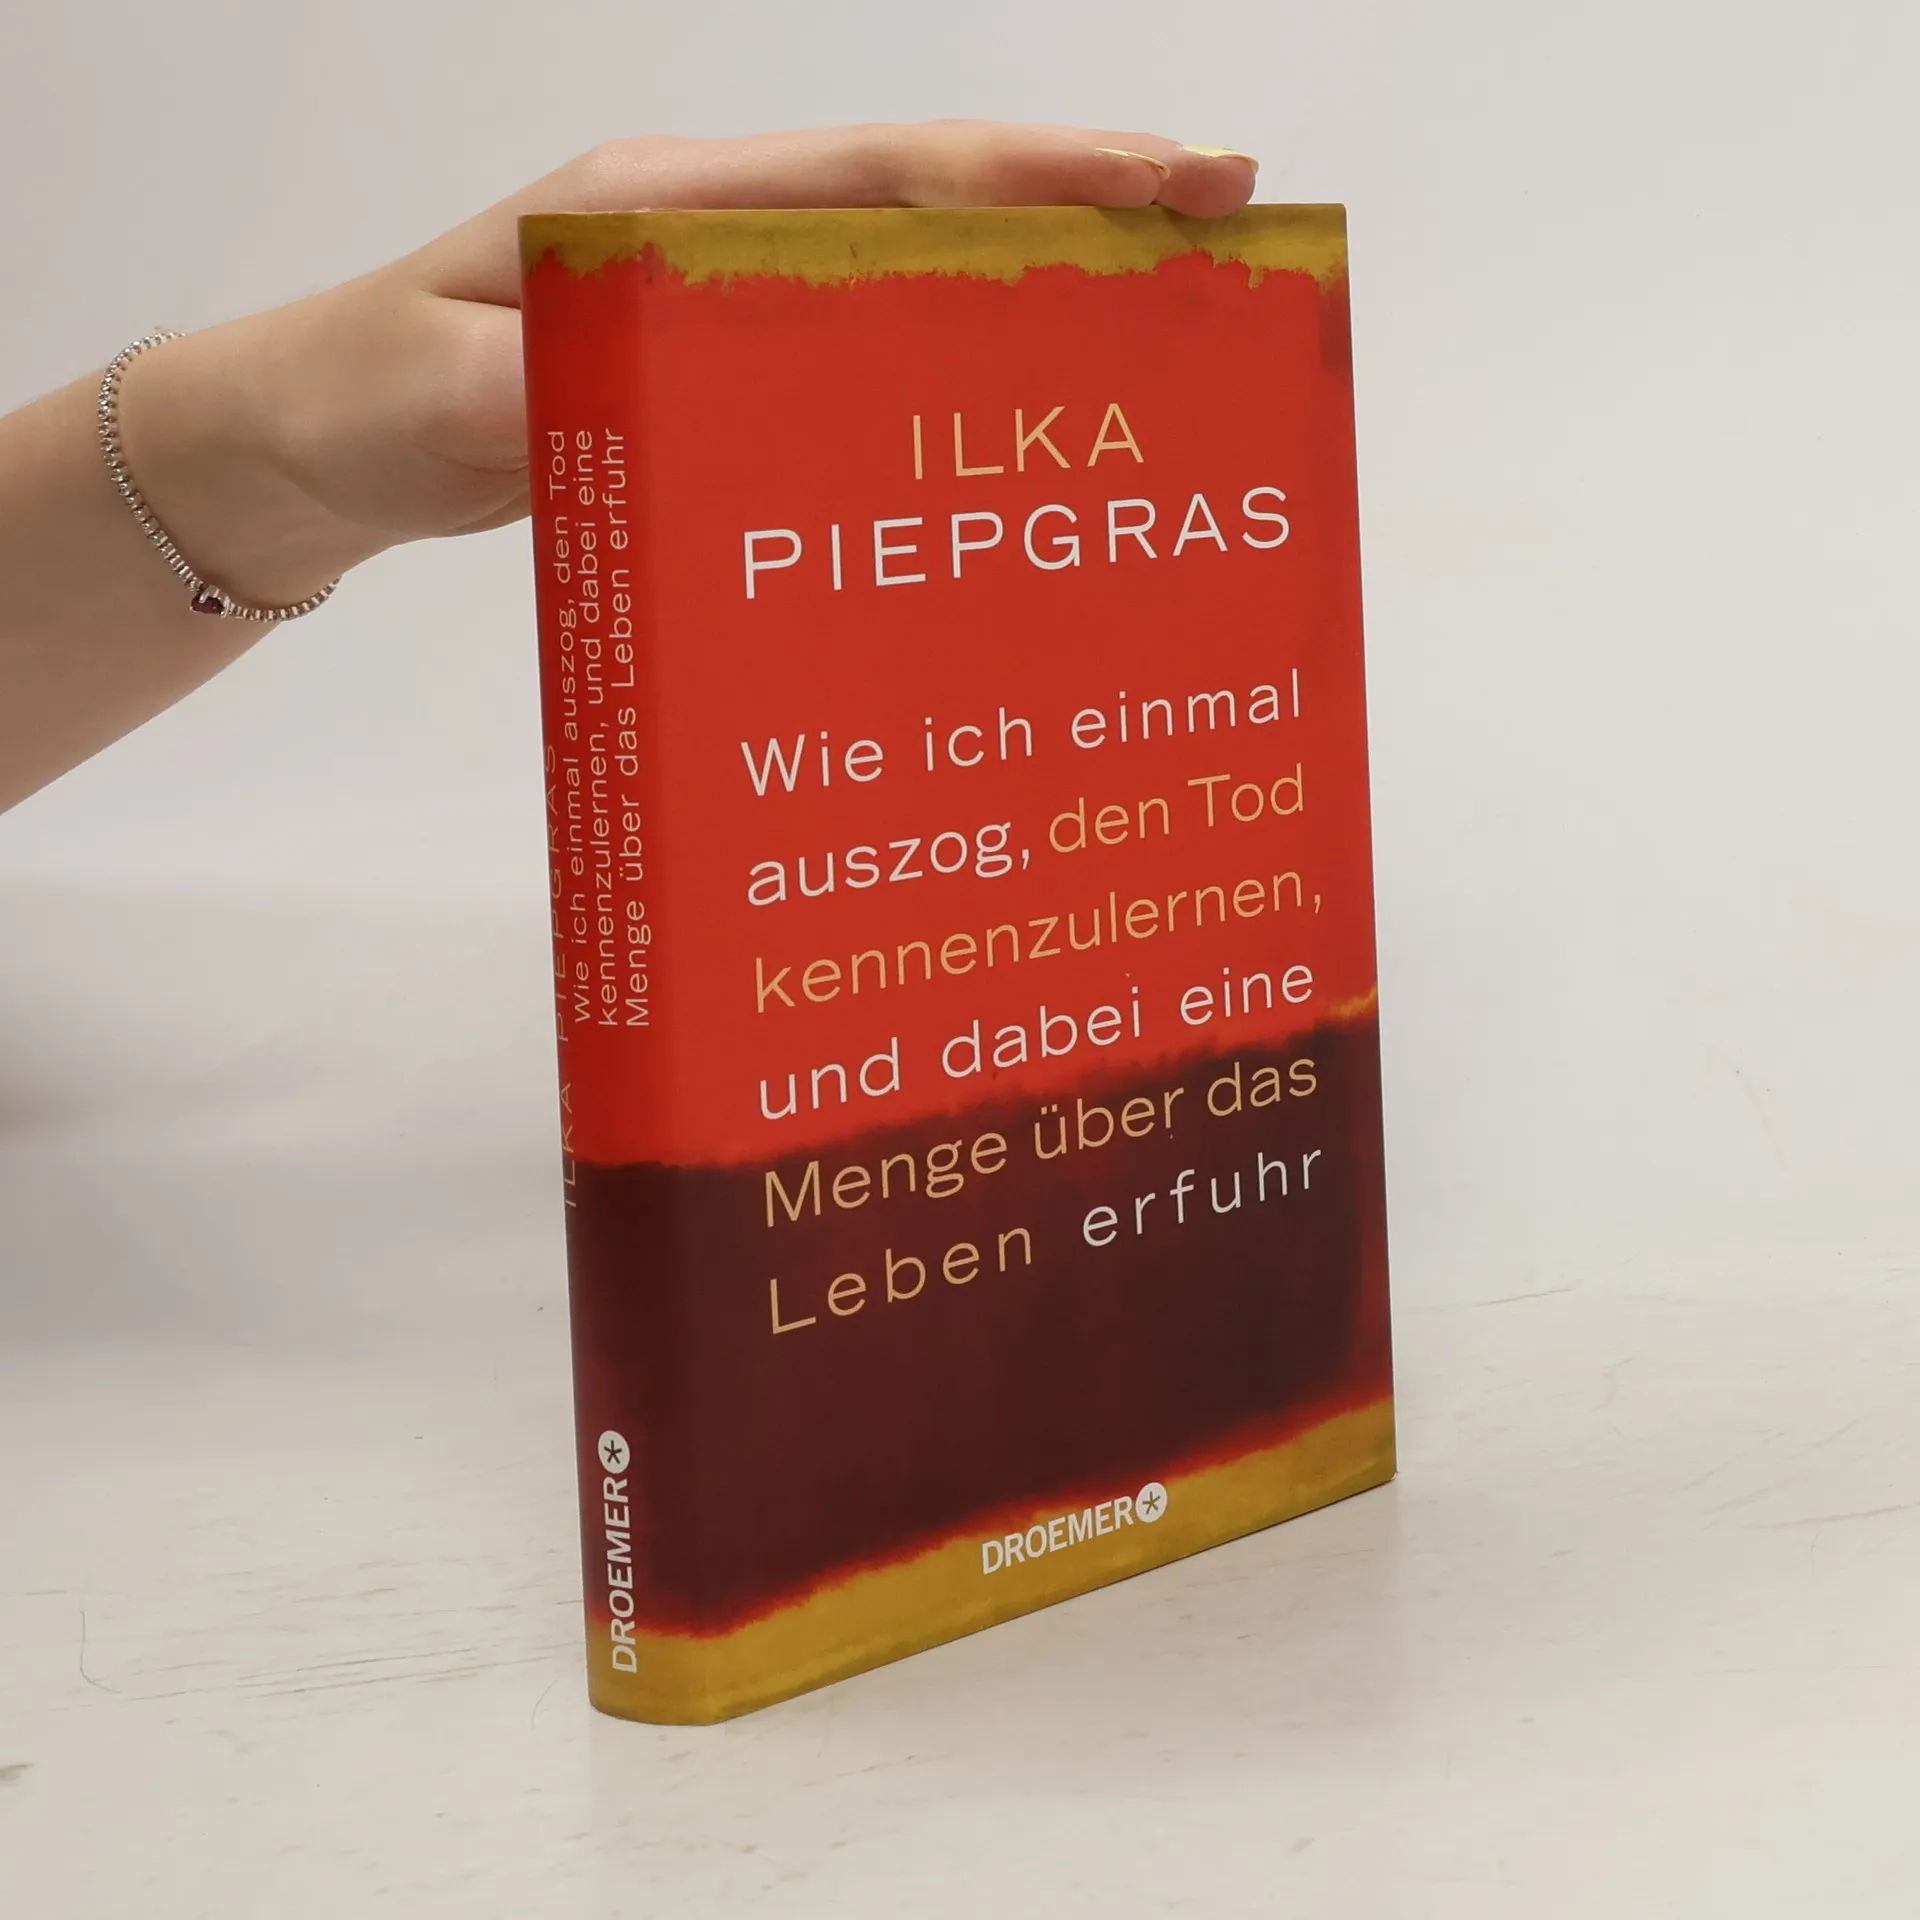 ILKA
PIEPGRAS
Wie ich einmal
auszog, den Tod
kennenzulernen,
und dabei eine
Menge über das
Leben erfuhr
DROEMER
ILKA PIEPGRAS
Wie ich einmal auszog, den Tod
kennenzulernen, und dabei eine
Menge über das Leben erfuhr
DROEMER